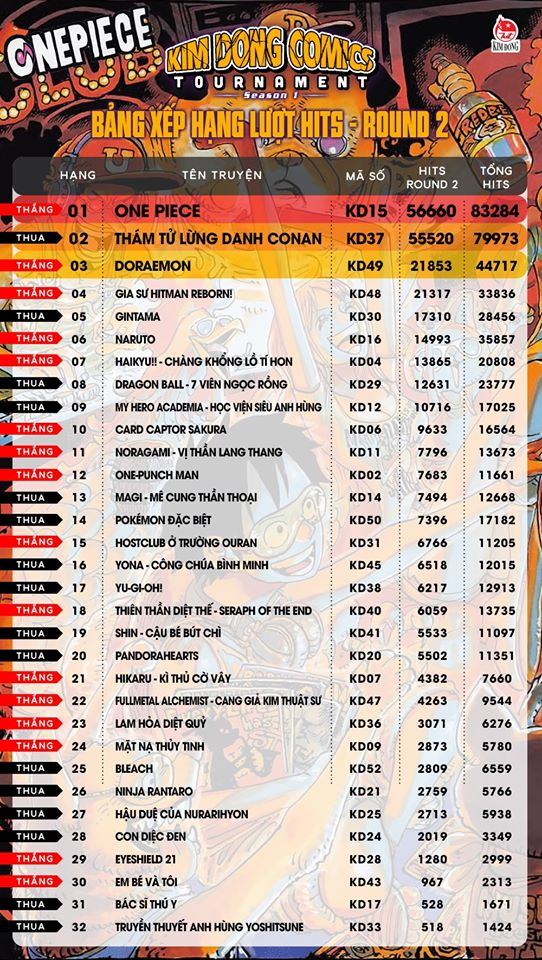 ONEPIECE
CLUB
KIM ĐỒNG
KIM ĐỒNG COMICS
TOURNAMENT
Season 1
BẢNG XẾP HẠNG LƯỢT HITS - ROUND 2
HẠNG TÊN TRUYỆN MÃ SỐ HITS ROUND 2 TỔNG HITS
THẮNG 01 ONE PIECE KD15 56660 83284
THUA 02 THÁM TỬ LỪNG DANH CONAN KD37 55520 79973
THẮNG 03 DORAEMON KD49 21853 44717
THẮNG 04 GIA SƯ HITMAN REBORN! KD48 21317 33836
THUA 05 GINTAMA KD30 17310 28456
THẮNG 06 NARUTO KD16 14993 35857
THẮNG 07 HAIKYU!! - CHÀNG KHỔNG LỒ TÍ HON KD04 13865 20808
THUA 08 DRAGON BALL - 7 VIÊN NGỌC RỒNG KD29 12631 23777
THUA 09 MY HERO ACADEMIA - HỌC VIỆN SIÊU ANH HÙNG KD12 10716 17025
THẮNG 10 CARD CAPTOR SAKURA KD06 9633 16564
THẮNG 11 NORAGAMI - VỊ THẦN LANG THANG KD11 7796 13673
THẮNG 12 ONE-PUNCH MAN KD02 7683 11661
THUA 13 MAGI - MÊ CUNG THẦN THOẠI KD14 7494 12668
THUA 14 POKÉMON ĐẶC BIỆT KD50 7396 17182
THẮNG 15 HOSTCLUB Ở TRƯỜNG OURAN KD31 6766 11205
THUA 16 YONA - CÔNG CHÚA BÌNH MINH KD45 6518 12015
THUA 17 YU-GI-OH! KD38 6217 12913
THẮNG 18 THIÊN THẦN DIỆT THẾ - SERAPH OF THE END KD40 6059 13735
THUA 19 SHIN - CẬU BÉ BÚT CHÌ KD41 5533 11097
THUA 20 PANDORAHEARTS KD20 5502 11351
THẮNG 21 HIKARU - KÌ THỦ CỜ VÂY KD07 4382 7660
THẮNG 22 FULLMETAL ALCHEMIST - CANG GIẢ KIM THUẬT SƯ KD47 4263 9544
THẮNG 23 LAM HỎA DIỆT QUỶ KD36 3071 6276
THẮNG 24 MẶT NẠ THỦY TINH KD09 2873 5780
THUA 25 BLEACH KD52 2809 6559
THUA 26 NINJA RANTARO KD21 2759 5766
THUA 27 HẬU DUỆ CỦA NURARIHYON KD25 2713 5938
THUA 28 CON DIỆC ĐEN KD24 2019 3349
THẮNG 29 EYESHIELD 21 KD28 1280 2999
THẮNG 30 EM BÉ VÀ TÔI KD43 967 2313
THUA 31 BÁC SĨ THÚ Y KD17 528 1671
THUA 32 TRUYỀN THUYẾT ANH HÙNG YOSHITSUNE KD33 518 1424